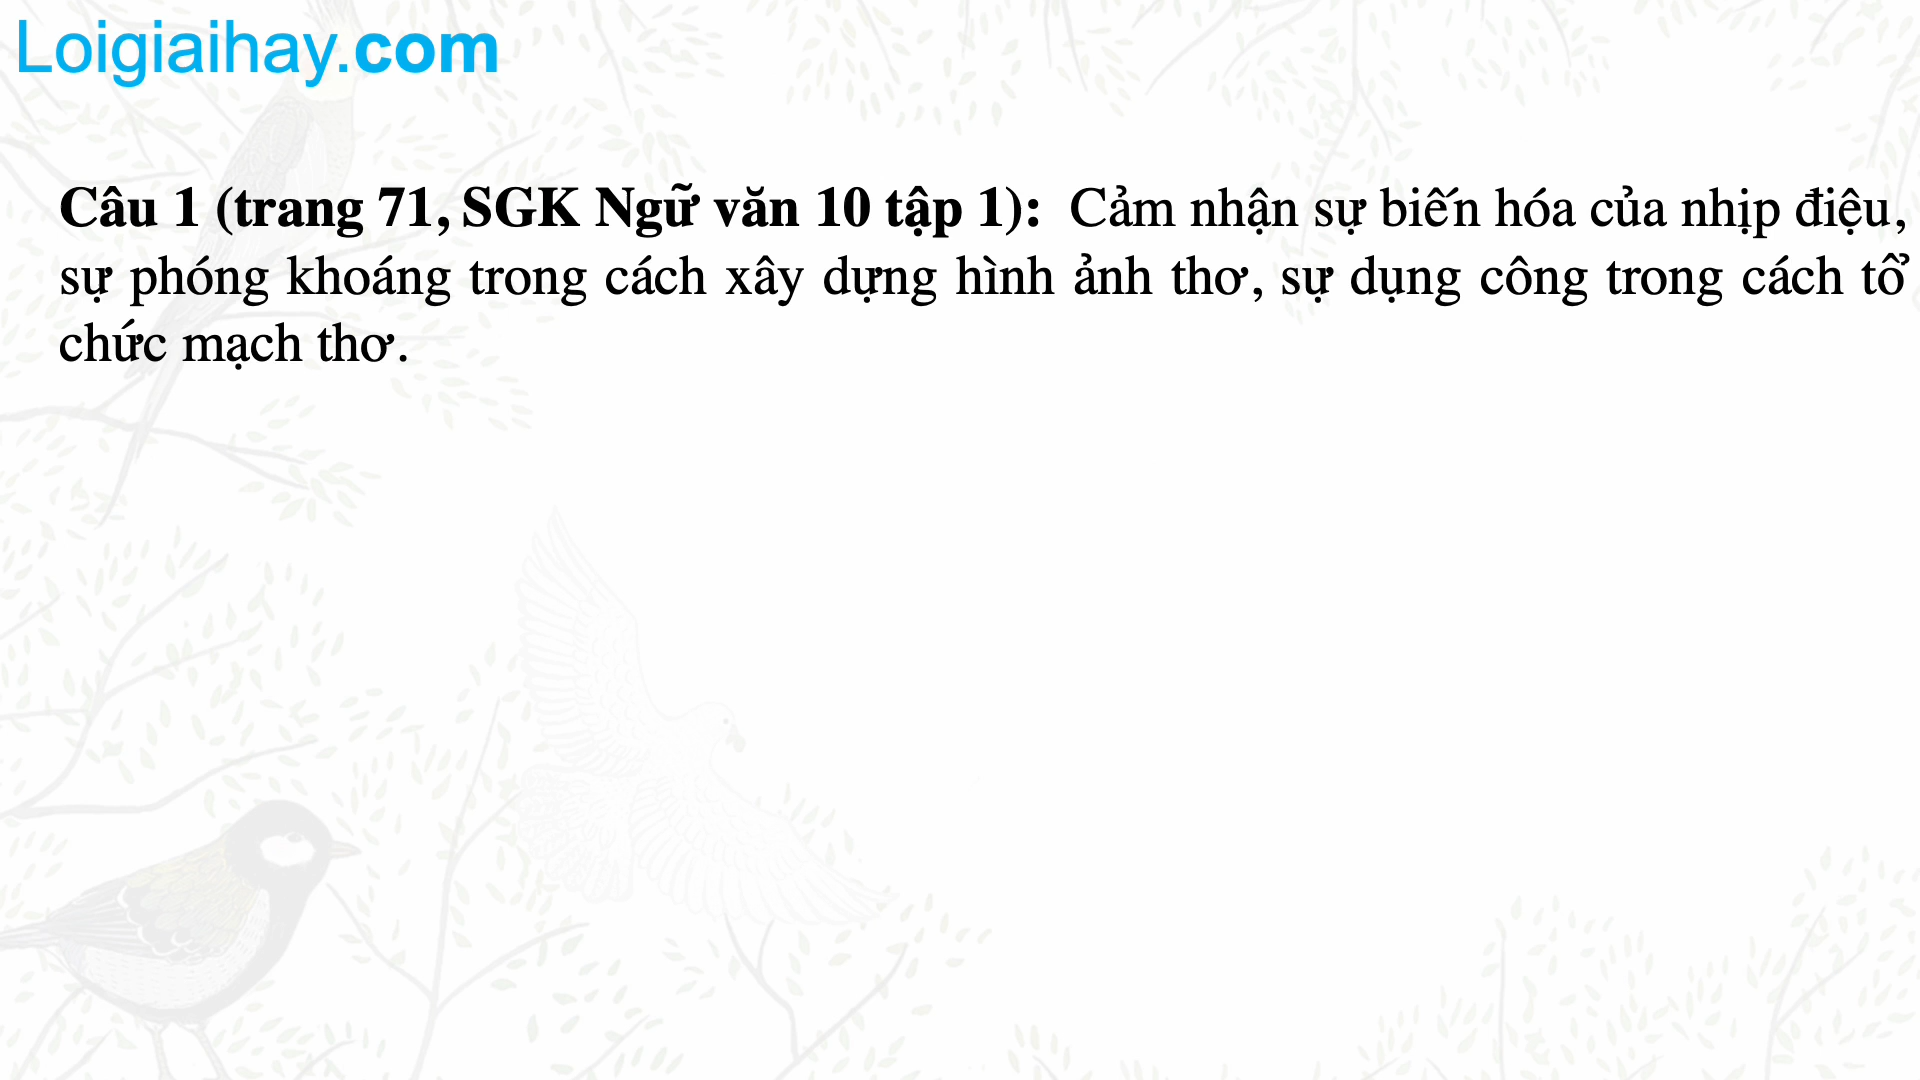 Loigiaihay.com
Câu 1 (trang 71, SGK Ngữ văn 10 tập 1): Cảm nhận sự biến hóa của nhịp điệu,
sự phóng khoáng trong cách xây dựng hình ảnh thơ, sự dụng công trong cách tổ
chức mạch thơ.